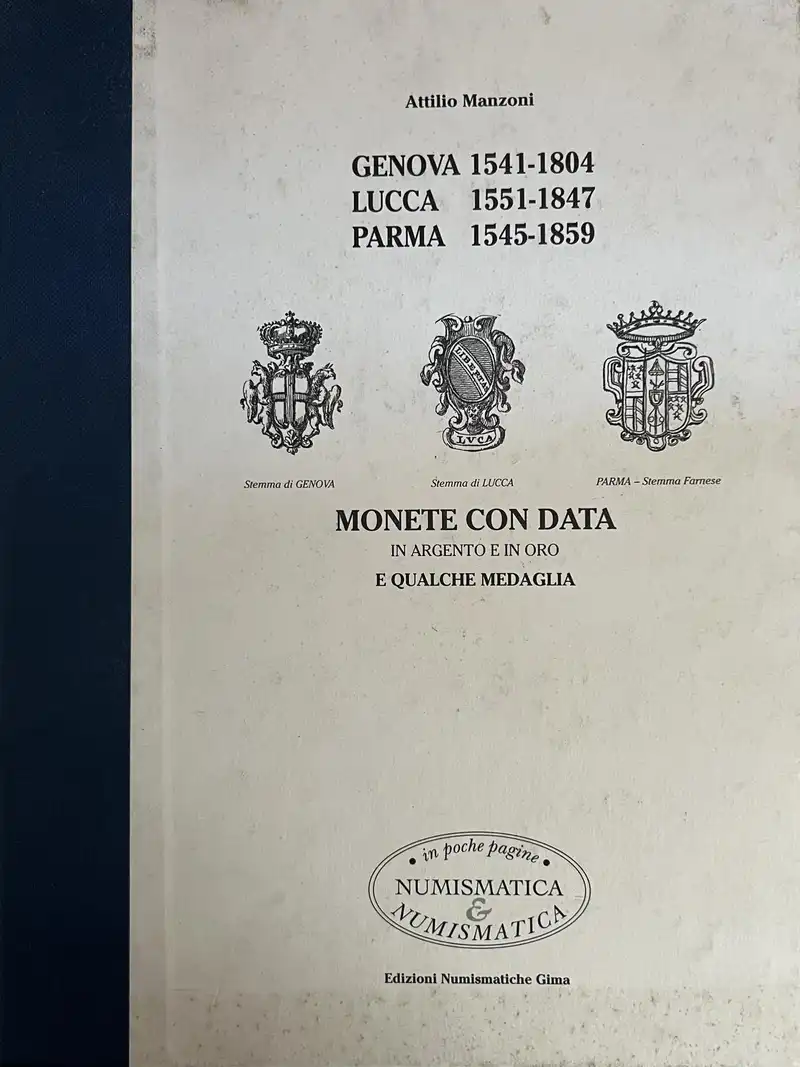 Attilio Manzoni
GENOVA 1541-1804
LUCCA 1551-1847
PARMA 1545-1859
LIBERTAS
LVCA
Stemma di GENOVA
Stemma di LUCCA
PARMA – Stemma Farnese
MONETE CON DATA
IN ARGENTO E IN ORO
E QUALCHE MEDAGLIA
• in poche pagine •
NUMISMATICA
&
NUMISMATICA
Edizioni Numismatiche Gima